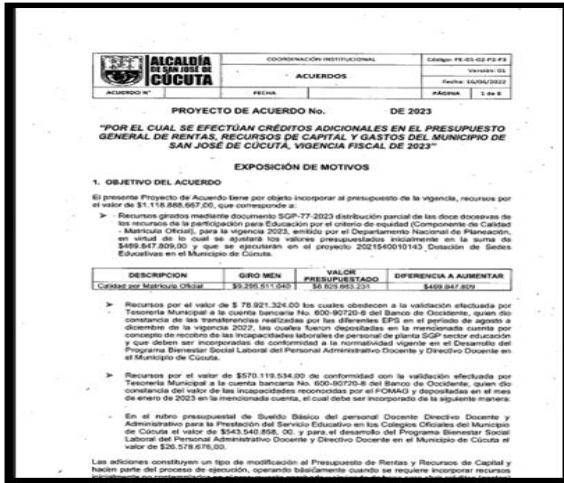 ALCALDÍA
DE SAN JOSÉ DE
CÚCUTA
COORDINACIÓN INSTITUCIONAL
ACUERDOS
Código: PE-03-02-P2-F3
Versión: 01
Fecha: 16/06/2022
ACUERDO N°
FECHA
PÁGINA 1 de 8
PROYECTO DE ACUERDO No. DE 2023
"POR EL CUAL SE EFECTÚAN CRÉDITOS ADICIONALES EN EL PRESUPUESTO
GENERAL DE RENTAS, RECURSOS DE CAPITAL Y GASTOS DEL MUNICIPIO DE
SAN JOSÉ DE CÚCUTA, VIGENCIA FISCAL DE 2023"
EXPOSICIÓN DE MOTIVOS
1. OBJETIVO DEL ACUERDO
El presente Proyecto de Acuerdo tiene por objeto incorporar al presupuesto de la vigencia, recursos por
el valor de $1.118.888.667,00, que corresponde a:
➤ Recursos girados mediante documento SGP-77-2023 distribución parcial de las doce doceavas de
los recursos de la participación para Educación por el criterio de equidad (Componente de Calidad
- Matricula Oficial), para la vigencia 2023, emitido por el Departamento Nacional de Planeación,
en virtud de lo cual se ajustará los valores presupuestados inicialmente en la suma de
$469.847.809,00 y que se ejecutarán en el proyecto 2021540010143 Dotación de Sedes
Educativas en el Municipio de Cúcuta.
DESCRIPCION GIRO MEN VALOR PRESUPUESTADO DIFERENCIA A AUMENTAR
Calidad por Matricula Oficial $9.295.511.040 $8.825.663.231 $469.847.809
➤ Recursos por el valor de $ 78.921.324.00 los cuales obedecen a la validación efectuada por
Tesorería Municipal a la cuenta bancaria No. 600-90720-8 del Banco de Occidente, quien dio
constancia de las transferencias realizadas por las diferentes EPS en el período de agosto a
diciembre de la vigencia 2022, las cuales fueron depositadas en la mencionada cuenta por
concepto de recobro de las incapacidades laborales de personal de planta SGP sector educación
y que deben ser incorporadas de conformidad a la normatividad vigente en el Desarrollo del
Programa Bienestar Social Laboral del Personal Administrativo Docente y Directivo Docente en
el Municipio de Cúcuta.
➤ Recursos por el valor de $570.119.534,00 de conformidad con la validación efectuada por
Tesorería Municipal a la cuenta bancaria No. 600-90720-8 del Banco de Occidente, quien dio
constancia del valor de las incapacidades reconocidas por el FOMAG y depositadas en el mes
de enero de 2023 en la mencionada cuenta, el cual debe ser incorporado de la siguiente manera:
En el rubro presupuestal de Sueldo Básico del personal Docente Directivo Docente y
Administrativo para la Prestación del Servicio Educativo en los Colegios Oficiales del Municipio
de Cúcuta el valor de $543.540.858, 00. y para el desarrollo del Programa Bienestar Social
Laboral del Personal Administrativo Docente y Directivo Docente en el Municipio de Cúcuta el
valor de $26.578.676,00.
Las adiciones constituyen un tipo de modificación al Presupuesto de Rentas y Recursos de Capital y
hacen parte del proceso de ejecución, operando básicamente cuando se requiere incorporar recursos